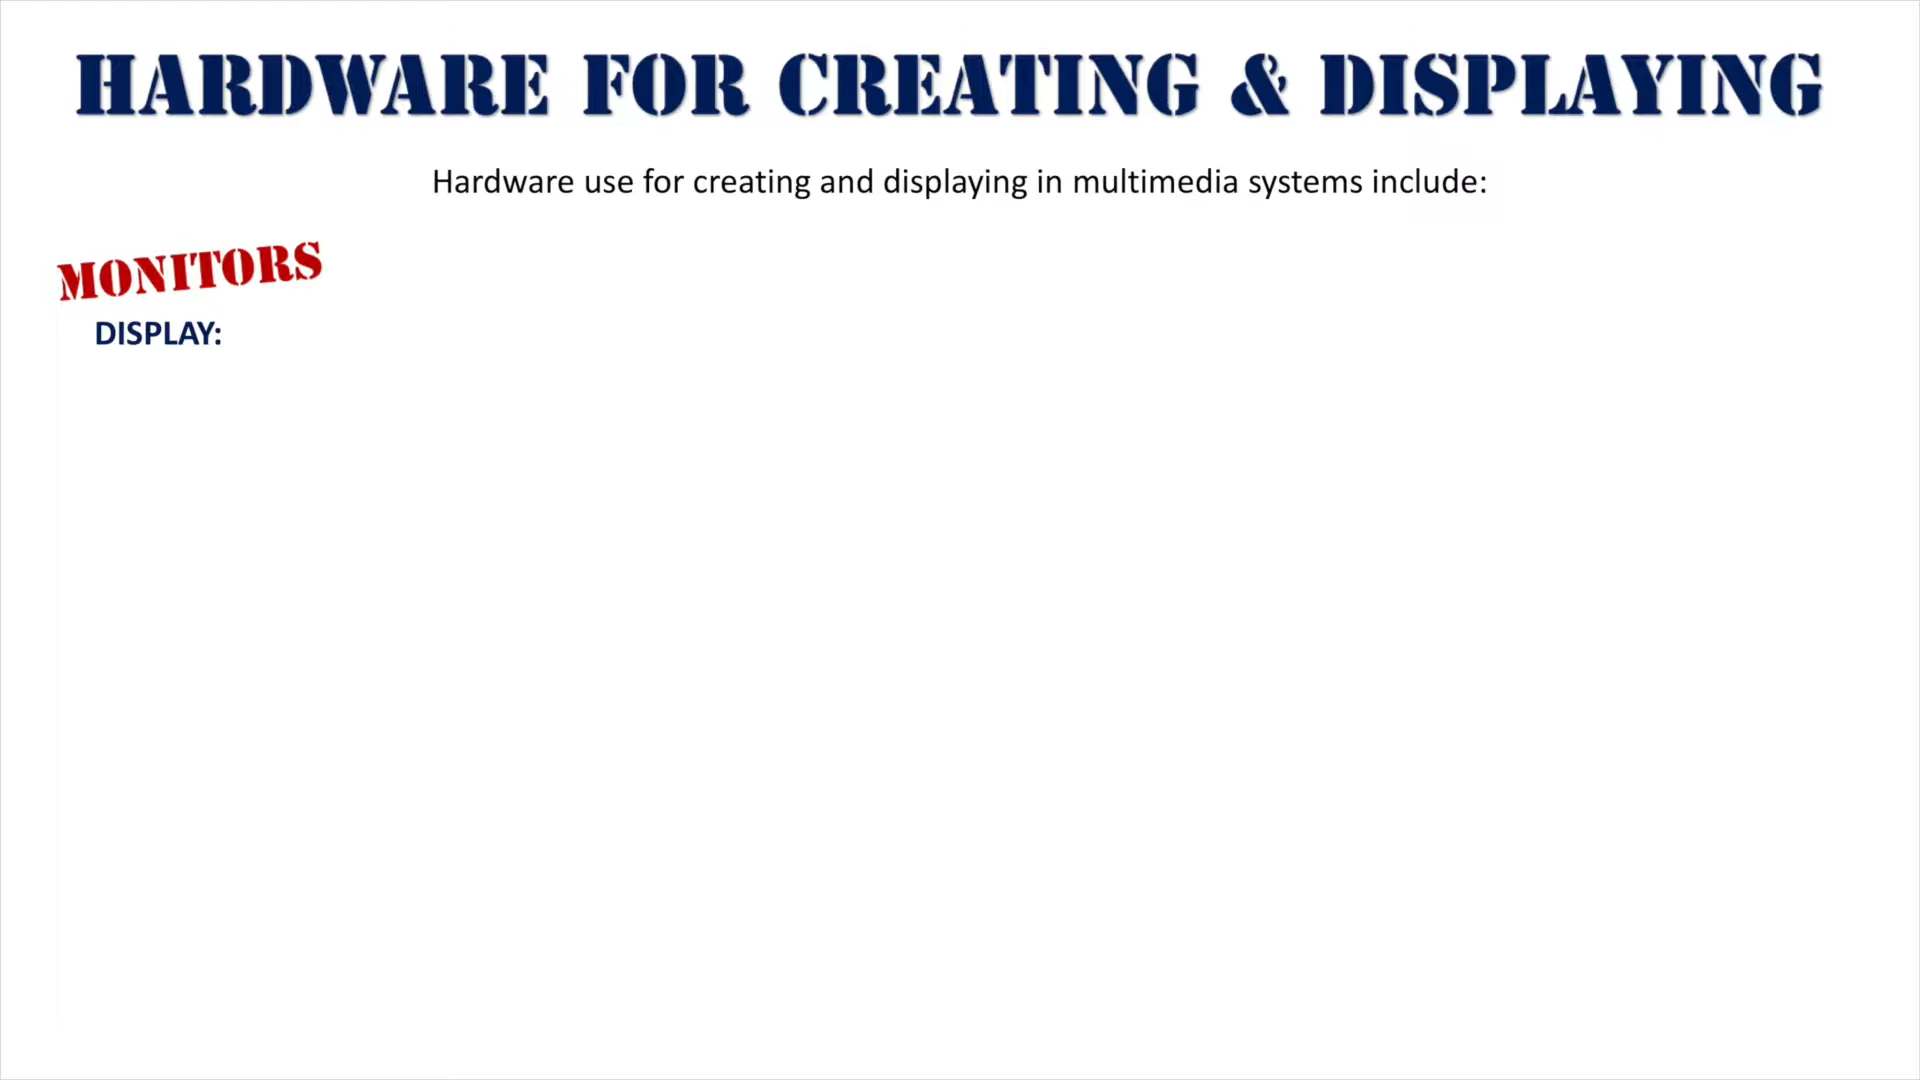 HARDWARE FOR CREATING & DISPLAYING
Hardware use for creating and displaying in multimedia systems include:
MONITORS
DISPLAY: